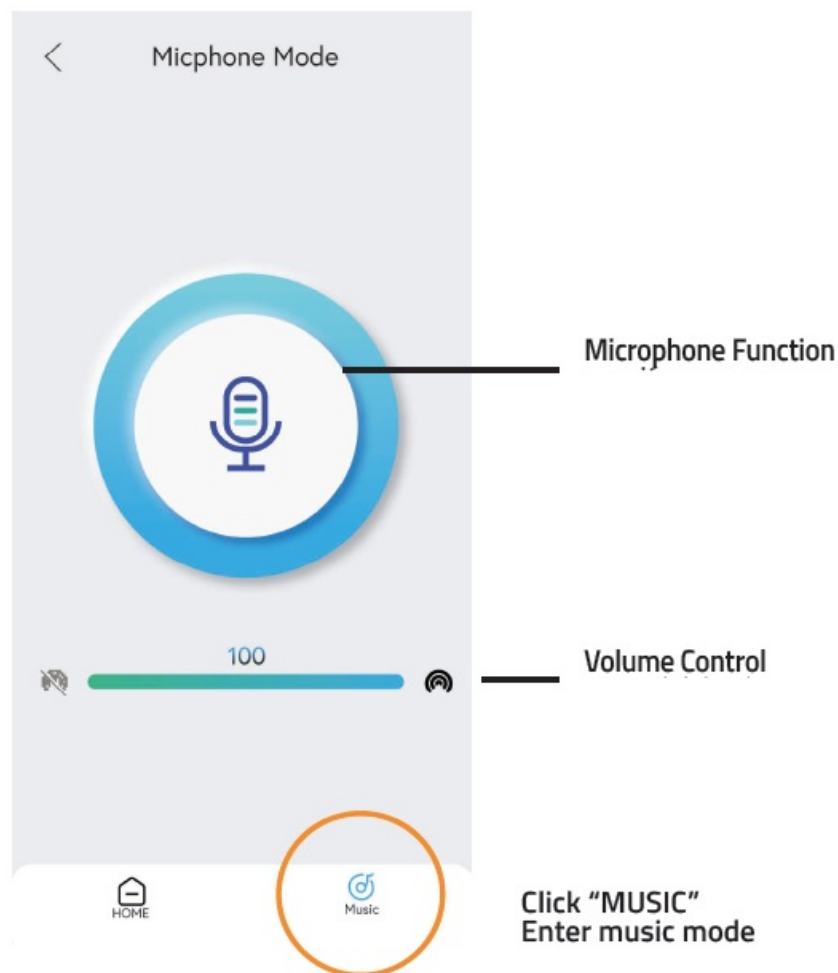 Micphone Mode
Microphone Function
100
Volume Control
HOME
Music
Click “MUSIC”
Enter music mode